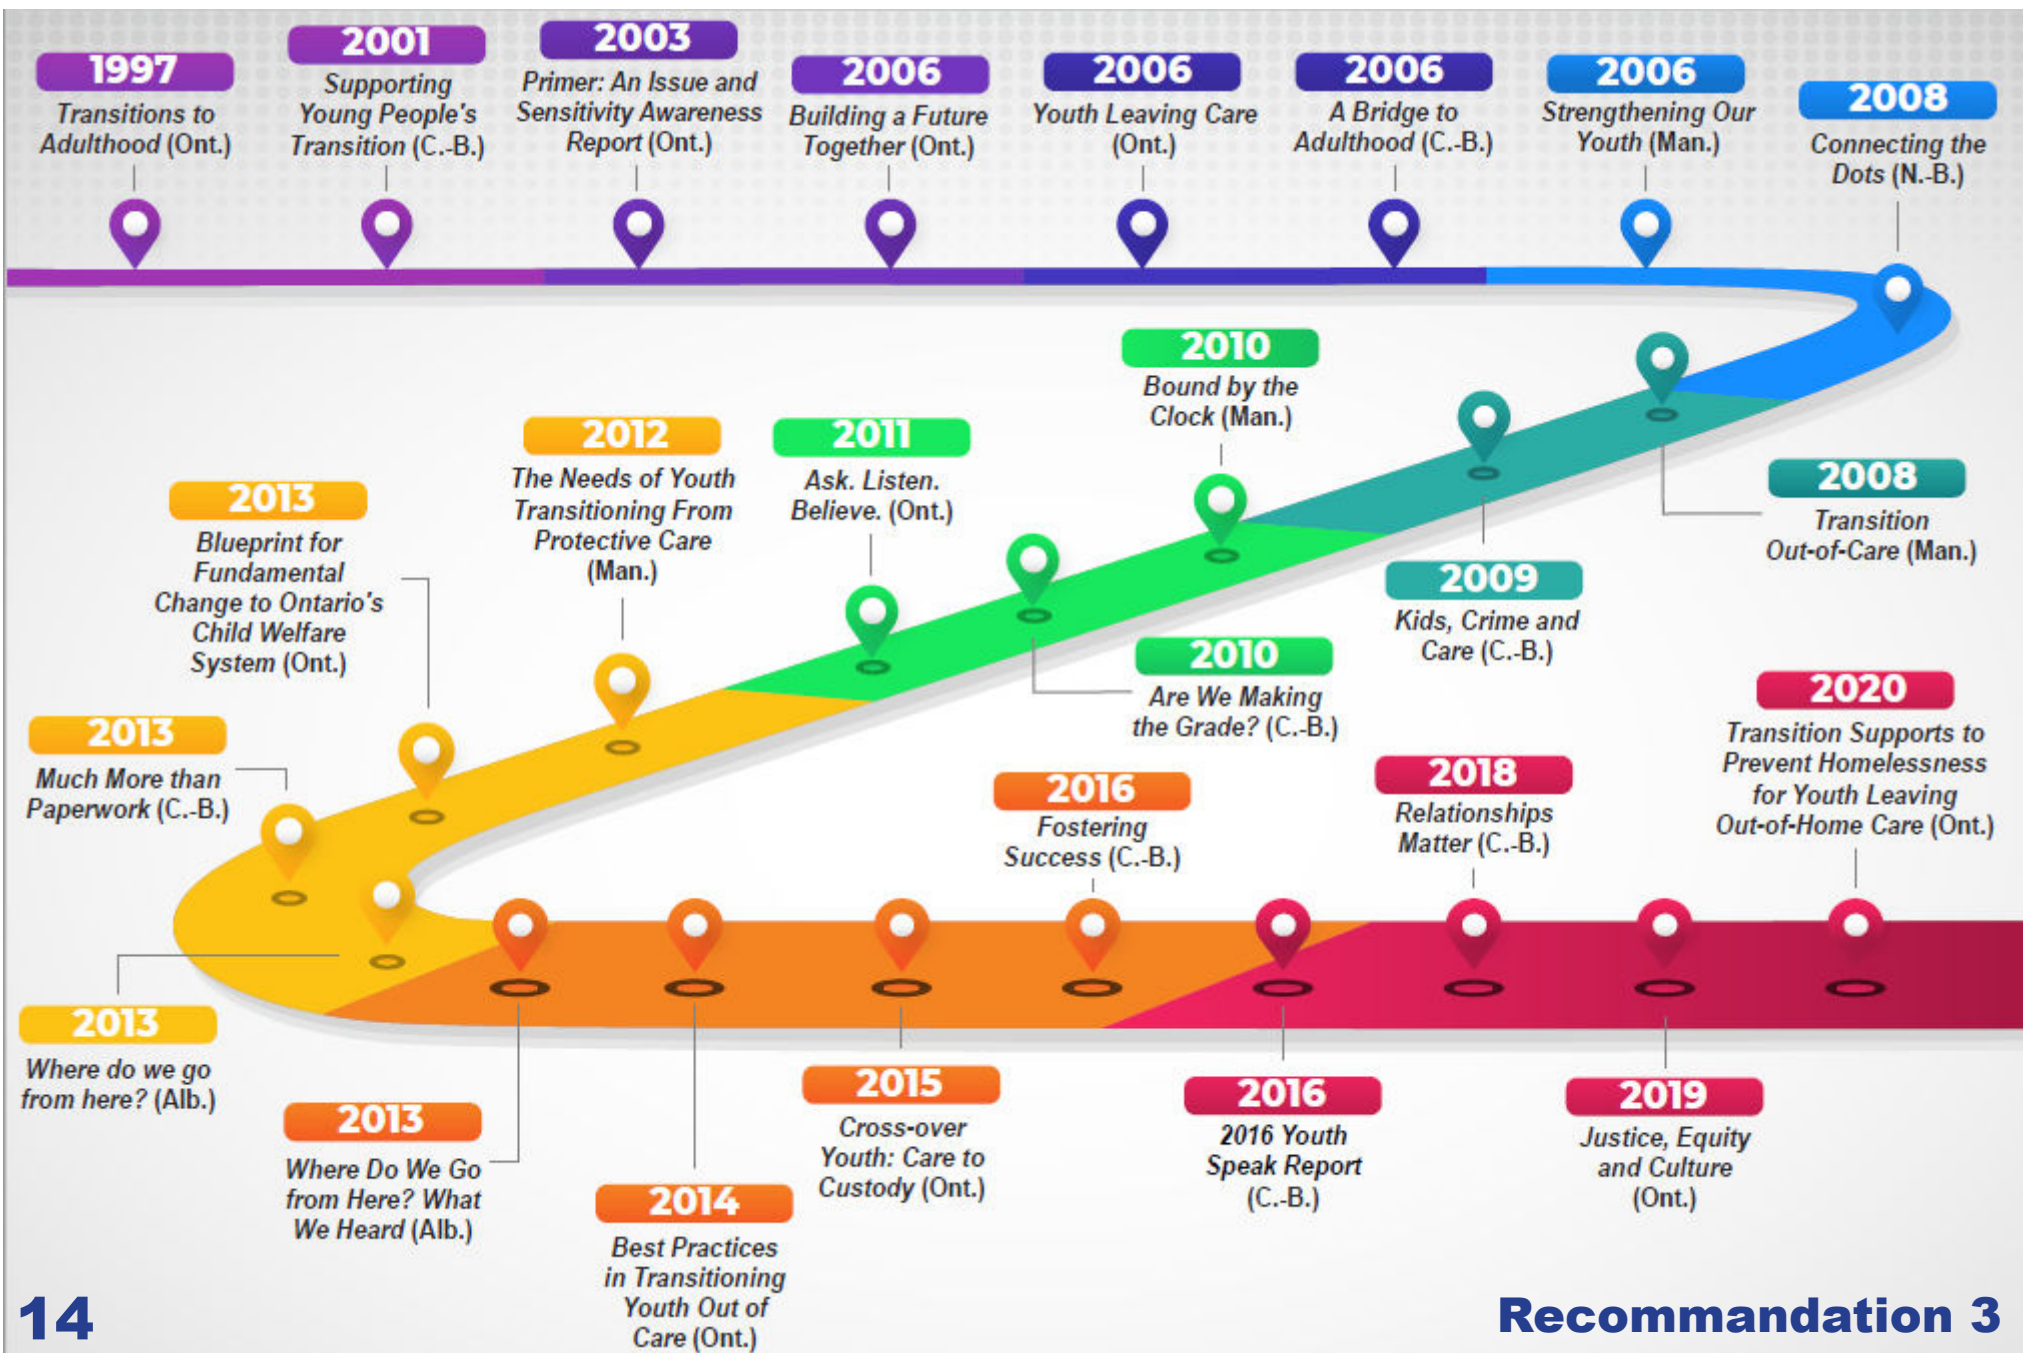 1997
Transitions to
Adulthood (Ont.)
2001
Supporting
Young People's
Transition (C.-B.)
2003
Primer: An Issue and
Sensitivity Awareness
Report (Ont.)
2006
Building a Future
Together (Ont.)
2006
Youth Leaving Care
(Ont.)
2006
A Bridge to
Adulthood (C.-B.)
2006
Strengthening Our
Youth (Man.)
2008
Connecting the
Dots (N.-B.)
2008
Transition
Out-of-Care (Man.)
2009
Kids, Crime and
Care (C.-B.)
2010
Bound by the
Clock (Man.)
2010
Are We Making
the Grade? (C.-B.)
2011
Ask. Listen.
Believe. (Ont.)
2012
The Needs of Youth
Transitioning From
Protective Care
(Man.)
2013
Blueprint for
Fundamental
Change to Ontario's
Child Welfare
System (Ont.)
2013
Much More than
Paperwork (C.-B.)
2013
Where do we go
from here? (Alb.)
2013
Where Do We Go
from Here? What
We Heard (Alb.)
2014
Best Practices
in Transitioning
Youth Out of
Care (Ont.)
2015
Cross-over
Youth: Care to
Custody (Ont.)
2016
Fostering
Success (C.-B.)
2016
2016 Youth
Speak Report
(C.-B.)
2018
Relationships
Matter (C.-B.)
2019
Justice, Equity
and Culture
(Ont.)
2020
Transition Supports to
Prevent Homelessness
for Youth Leaving
Out-of-Home Care (Ont.)
14
Recommandation 3